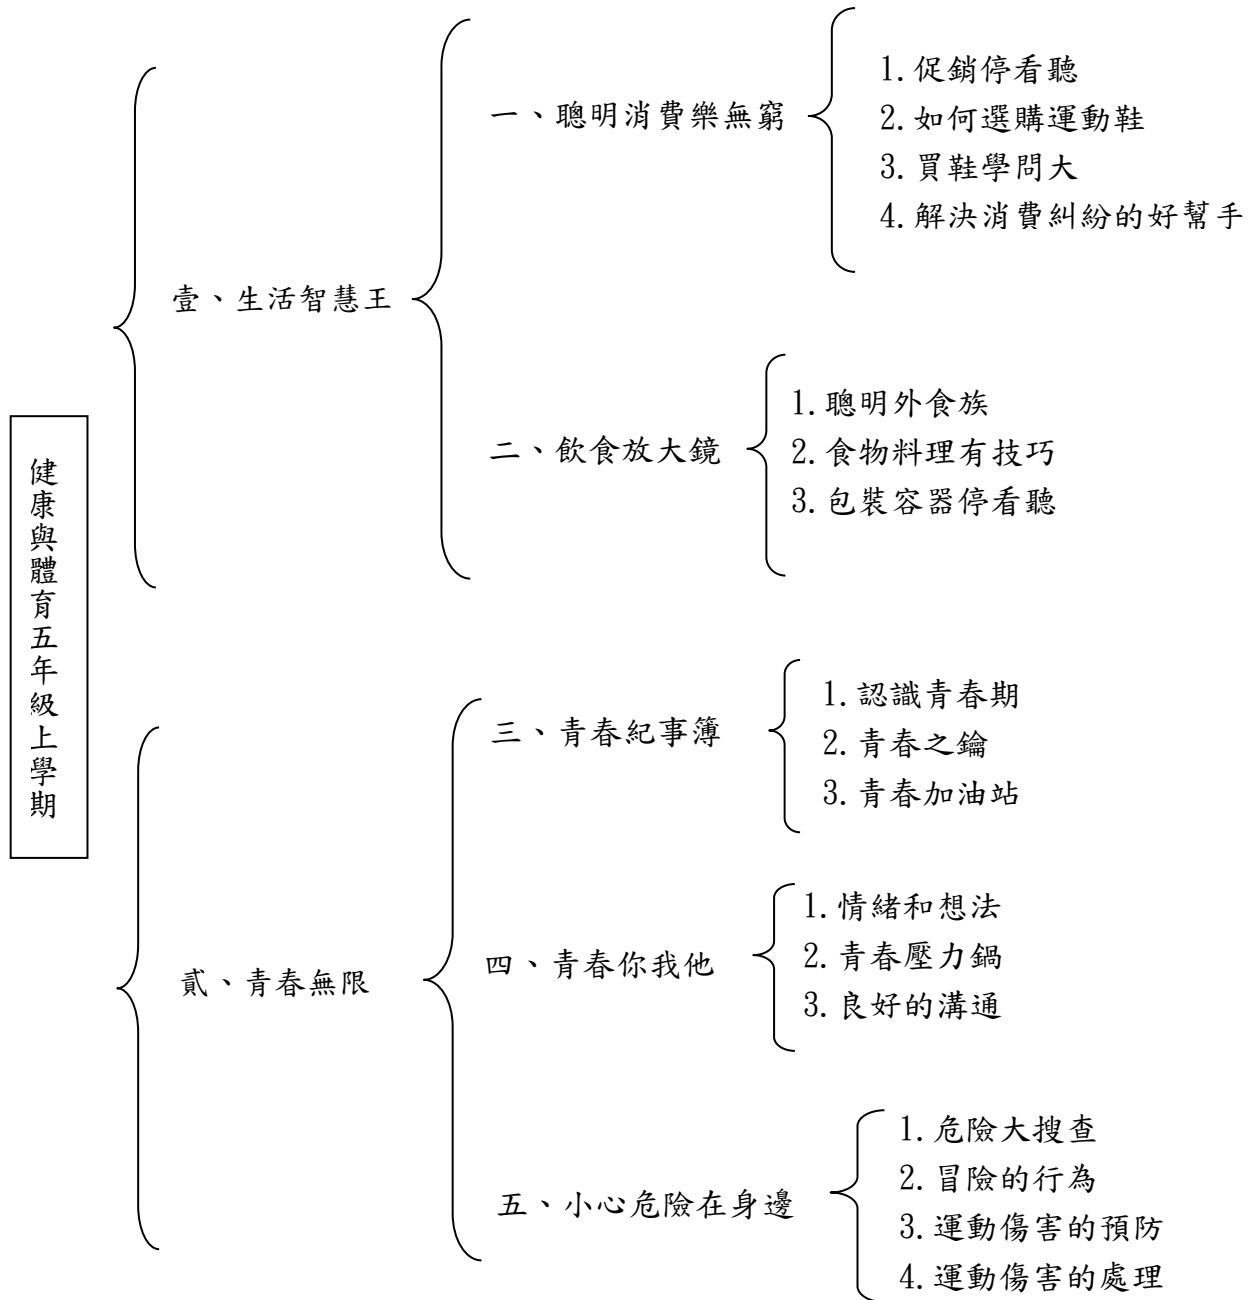 健康與體育五年級上學期
壹、生活智慧王
一、聰明消費樂無窮
1.促銷停看聽
2.如何選購運動鞋
3.買鞋學問大
4.解決消費糾紛的好幫手
二、飲食放大鏡
1.聰明外食族
2.食物料理有技巧
3.包裝容器停看聽
貳、青春無限
三、青春紀事簿
1.認識青春期
2.青春之鑰
3.青春加油站
四、青春你我他
1.情緒和想法
2.青春壓力鍋
3.良好的溝通
五、小心危險在身邊
1.危險大搜查
2.冒險的行為
3.運動傷害的預防
4.運動傷害的處理